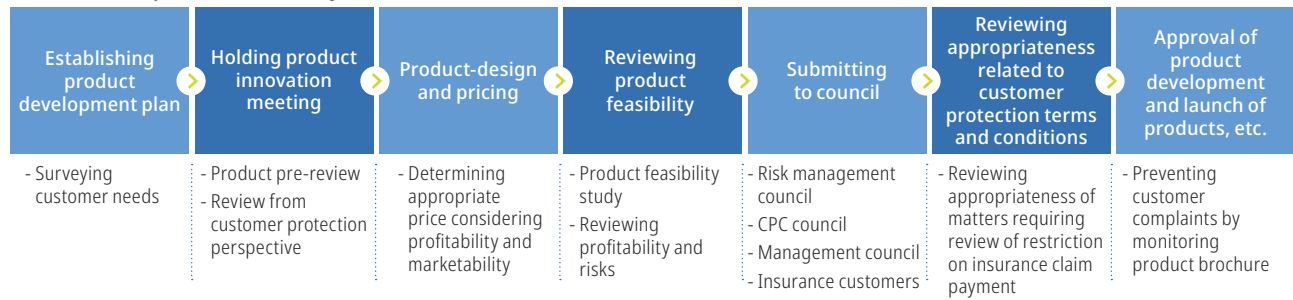 Establishing
product
development plan
Holding product
innovation
meeting
Product-design
and pricing
Reviewing
product
feasibility
Submitting
to council
Reviewing
appropriateness
related to
customer
protection terms
and conditions
Approval of
product
development
and launch of
products, etc.
- Surveying
customer needs
- Product pre-review
- Review from
customer protection
perspective
- Determining
appropriate
price considering
profitability and
marketability
- Product feasibility
study
- Reviewing
profitability and
risks
- Risk management
council
- CPC council
- Management council
- Insurance customers
- Reviewing
appropriateness of
matters requiring
review of restriction
on insurance claim
payment
- Preventing
customer
complaints by
monitoring
product brochure